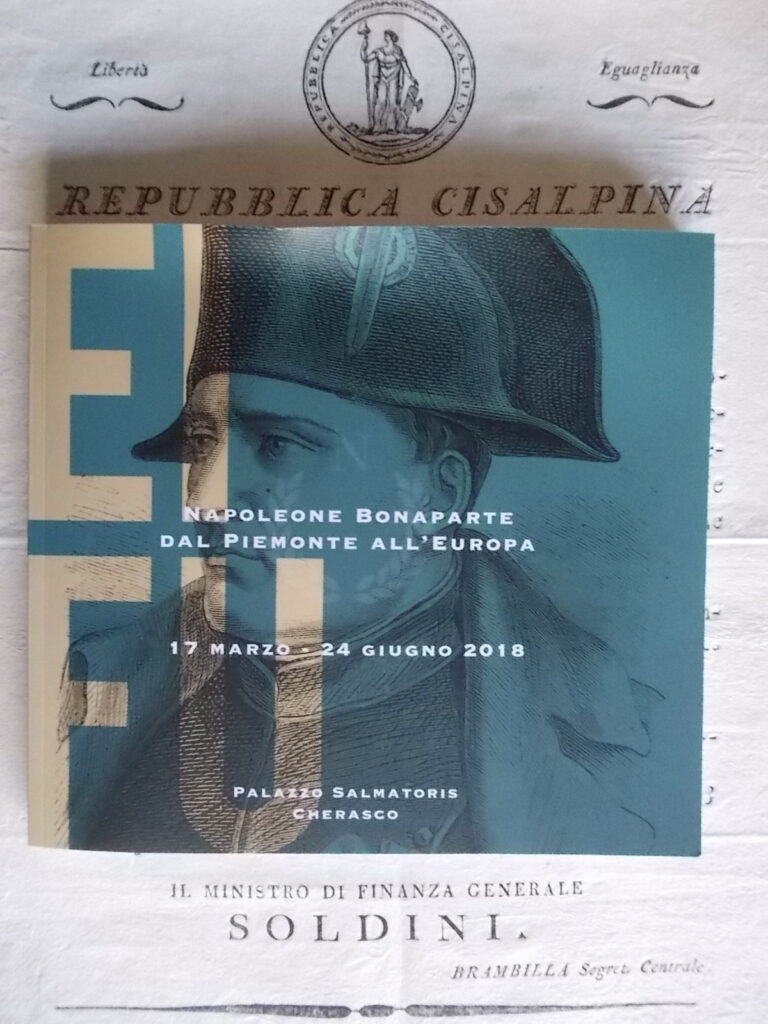 REPUBBLICA CISALPINA
Libertà
Eguaglianza
REPUBBLICA CISALPINA
N
NAPOLEONE BONAPARTE
DAL PIEMONTE ALL'EUROPA
17 MARZO - 24 GIUGNO 2018
PALAZZO SALMATORIS
CHERASCO
IL MINISTRO DI FINANZA GENERALE
SOLDINI.
BRAMBILLA Segret. Centrale